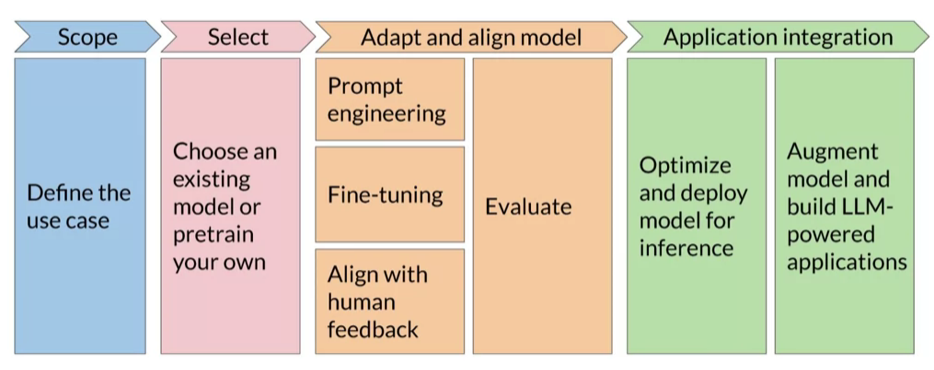 Scope
Select
Adapt and align model
Application integration
Define the
use case
Choose an
existing
model or
pretrain
your own
Prompt
engineering
Fine-tuning
Align with
human
feedback
Evaluate
Optimize
and deploy
model for
inference
Augment
model and
build LLM-
powered
applications